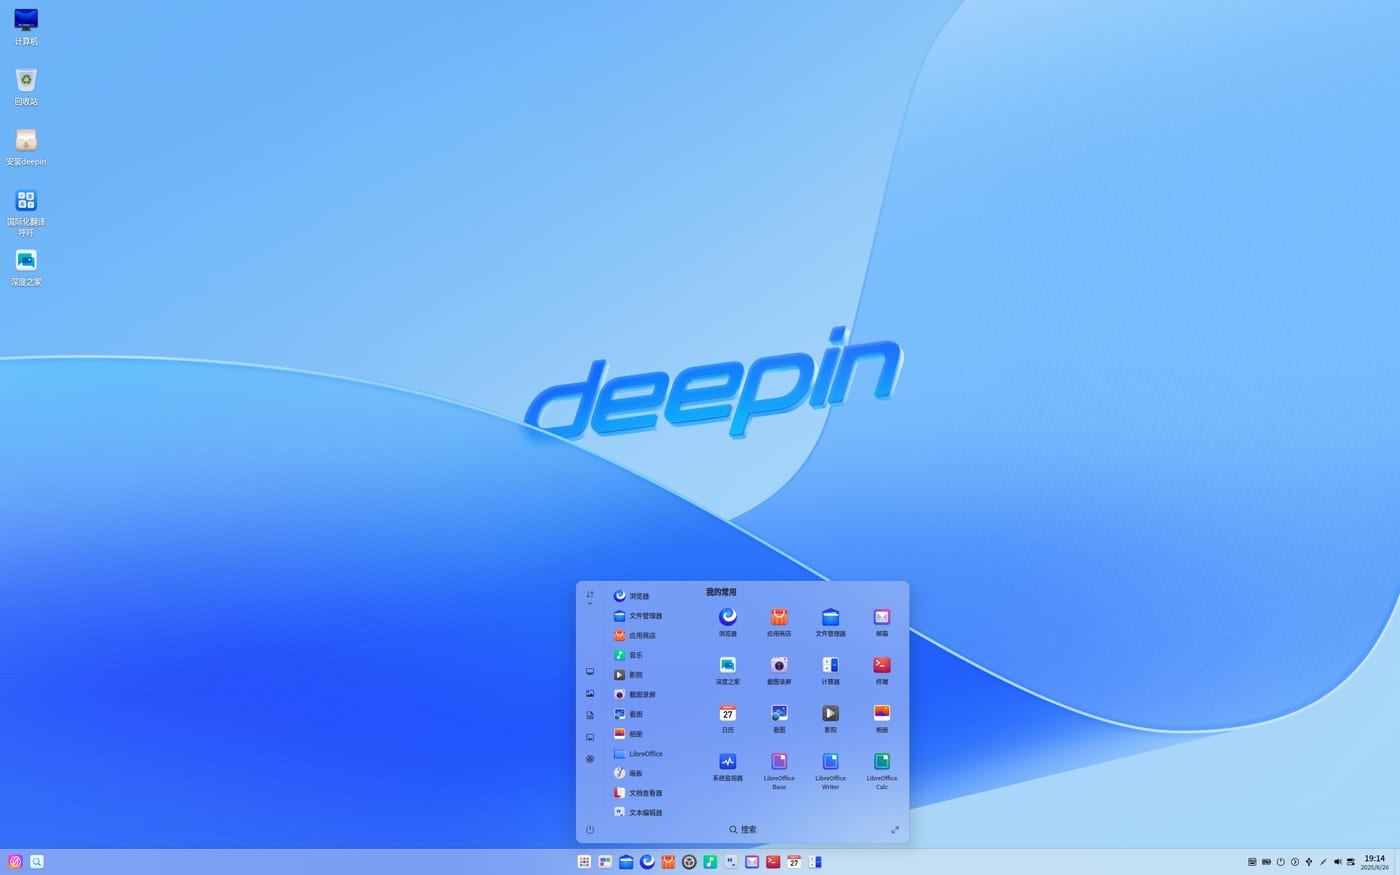 计算机
回收站
安装deepin
国际化翻译
呼吁
深度之家
deepin
我的常用
浏览器
文件管理器
应用商店
音乐
影院
截图录屏
看图
相册
LibreOffice
画板
文档查看器
文本编辑器
浏览器
应用商店
文件管理器
邮箱
深度之家
截图录屏
计算器
终端
27
日历
看图
影院
相册
系统监视器
LibreOffice
Base
LibreOffice
Writer
LibreOffice
Calc
搜索
27
19:14
2025/6/26